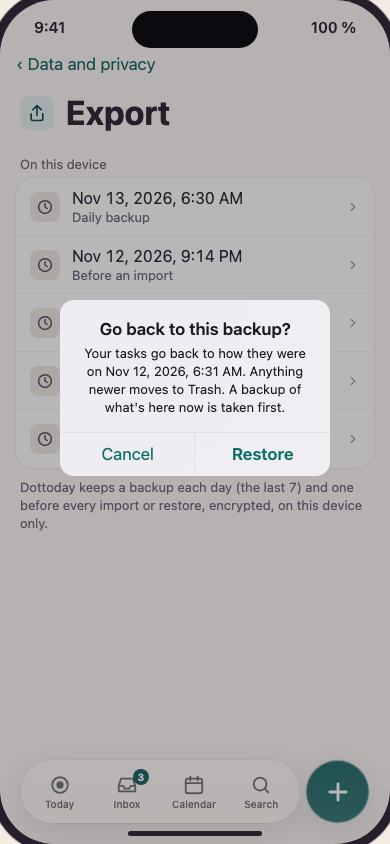 9:41
100 %
‹ Data and privacy
Export
On this device
Nov 13, 2026, 6:30 AM
Daily backup
Nov 12, 2026, 9:14 PM
Before an import
Go back to this backup?
Your tasks go back to how they were
on Nov 12, 2026, 6:31 AM. Anything
newer moves to Trash. A backup of
what's here now is taken first.
Cancel
Restore
Dottoday keeps a backup each day (the last 7) and one
before every import or restore, encrypted, on this device
only.
3
Today
Inbox
Calendar
Search